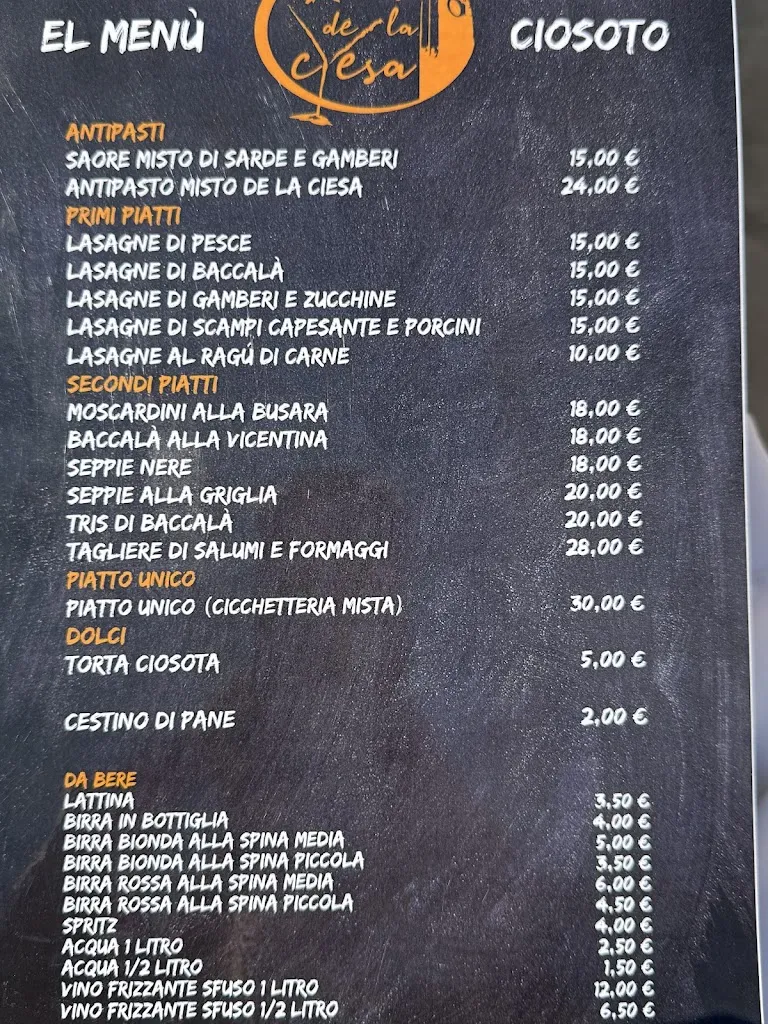 EL MENÙ
de la
ciesa
CIOSOTO
ANTIPASTI
SAORE MISTO DI SARDE E GAMBERI 15,00 €
ANTIPASTO MISTO DE LA CIESA 24,00 €
PRIMI PIATTI
LASAGNE DI PESCE 15,00 €
LASAGNE DI BACCALÀ 15,00 €
LASAGNE DI GAMBERI E ZUCCHINE 15,00 €
LASAGNE DI SCAMPI CAPESANTE E PORCINI 15,00 €
LASAGNE AL RAGÚ DI CARNE 10,00 €
SECONDI PIATTI
MOSCARDINI ALLA BUSARA 18,00 €
BACCALÀ ALLA VICENTINA 18,00 €
SEPPIE NERE 18,00 €
SEPPIE ALLA GRIGLIA 20,00 €
TRIS DI BACCALÀ 20,00 €
TAGLIERE DI SALUMI E FORMAGGI 28,00 €
PIATTO UNICO
PIATTO UNICO (CICCHETTERIA MISTA) 30,00 €
DOLCI
TORTA CIOSOTA 5,00 €
CESTINO DI PANE 2,00 €
DA BERE
LATTINA 3,50 €
BIRRA IN BOTTIGLIA 4,00 €
BIRRA BIONDA ALLA SPINA MEDIA 5,00 €
BIRRA BIONDA ALLA SPINA PICCOLA 3,50 €
BIRRA ROSSA ALLA SPINA MEDIA 6,00 €
BIRRA ROSSA ALLA SPINA PICCOLA 4,50 €
SPRITZ 4,00 €
ACQUA 1 LITRO 2,50 €
ACQUA 1/2 LITRO 1,50 €
VINO FRIZZANTE SFUSO 1 LITRO 12,00 €
VINO FRIZZANTE SFUSO 1/2 LITRO 6,50 €